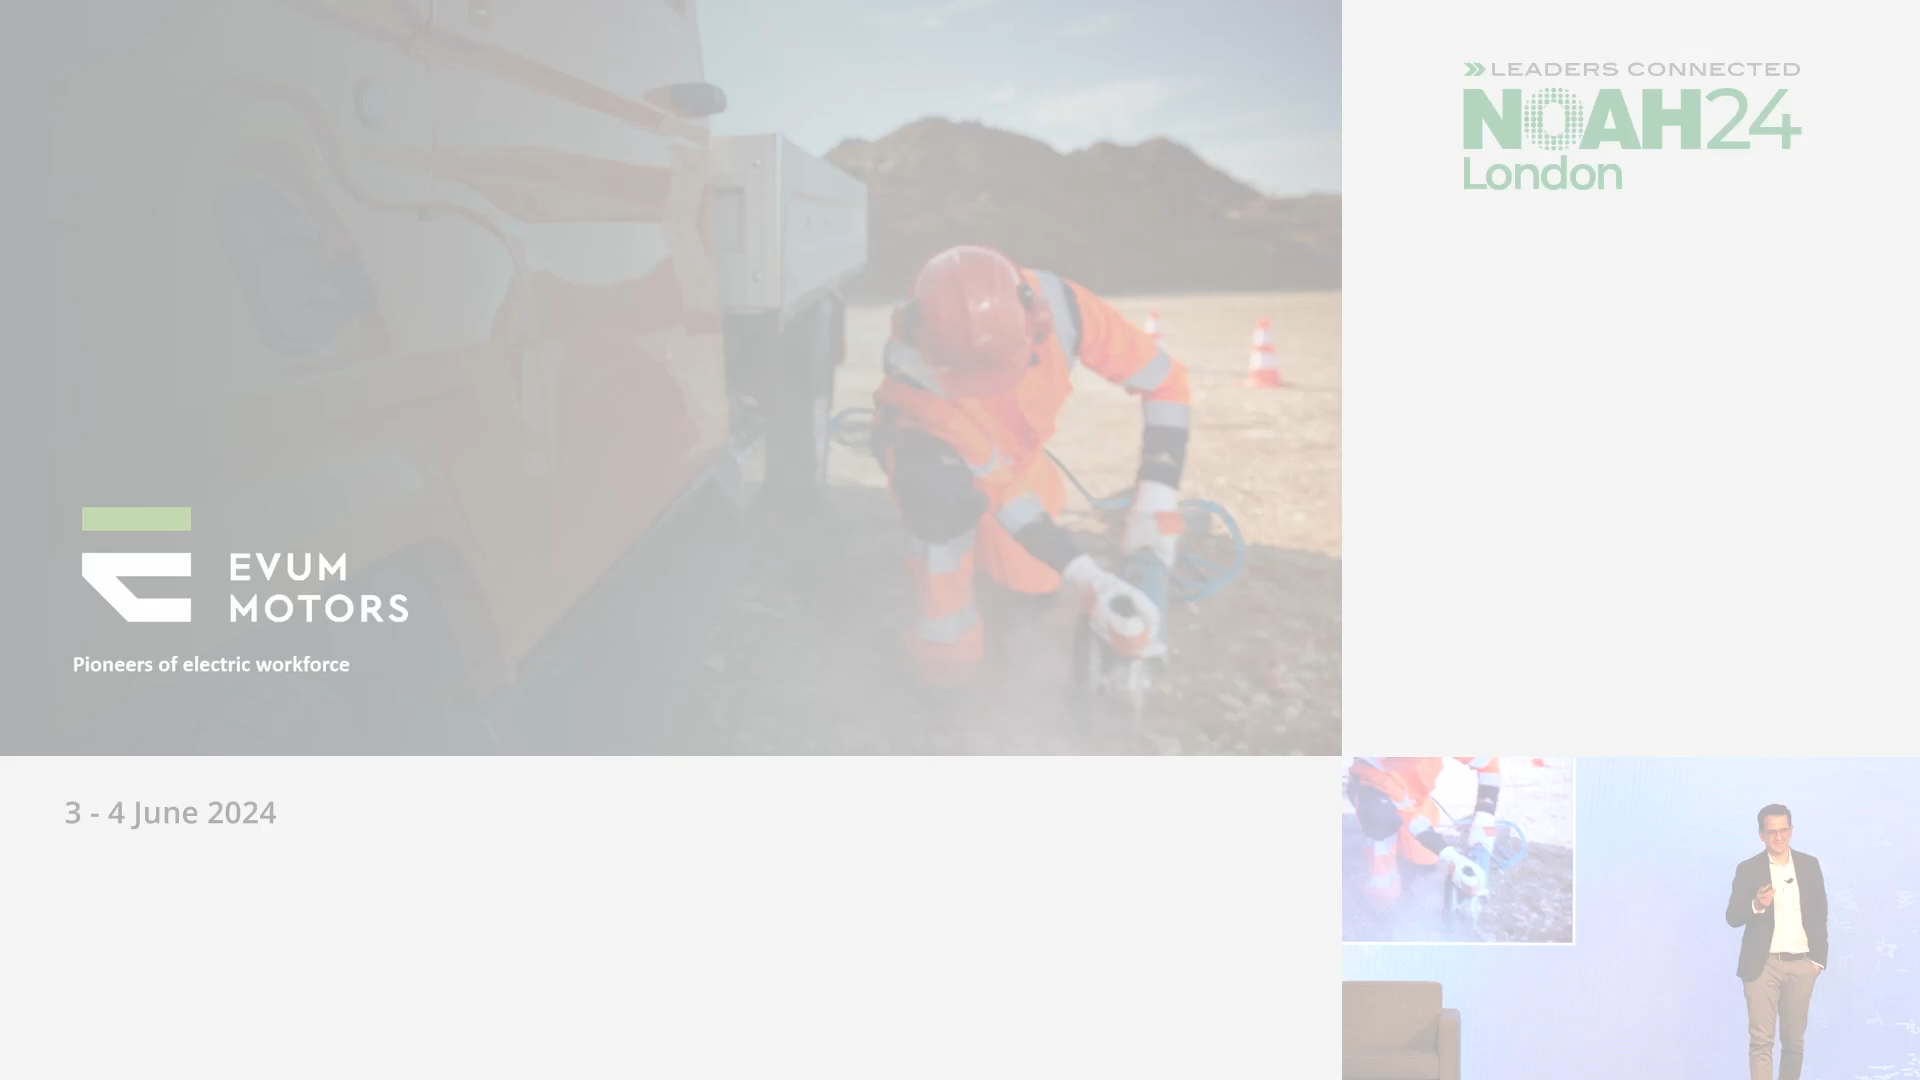 LEADERS CONNECTED
NOAH24
London
EVUM
MOTORS
Pioneers of electric workforce
3 - 4 June 2024